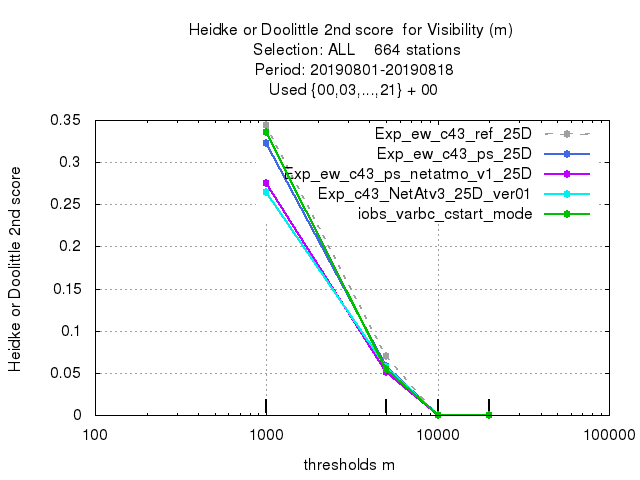 Heidke or Doolittle 2nd score for Visibility (m)
Selection: ALL 664 stations
Period: 20190801-20190818
Used {00,03,...,21} + 00
Heidke or Doolittle 2nd score
0.35
0.3
0.25
0.2
0.15
0.1
0.05
0
Exp_ew_c43_ref_25D
Exp_ew_c43_ps_25D
Exp_ew_c43_ps_netatmo_v1_25D
Exp_c43_NetAtv3_25D_ver01
iobs_varbc_cstart_mode
100 1000 10000 100000
thresholds m